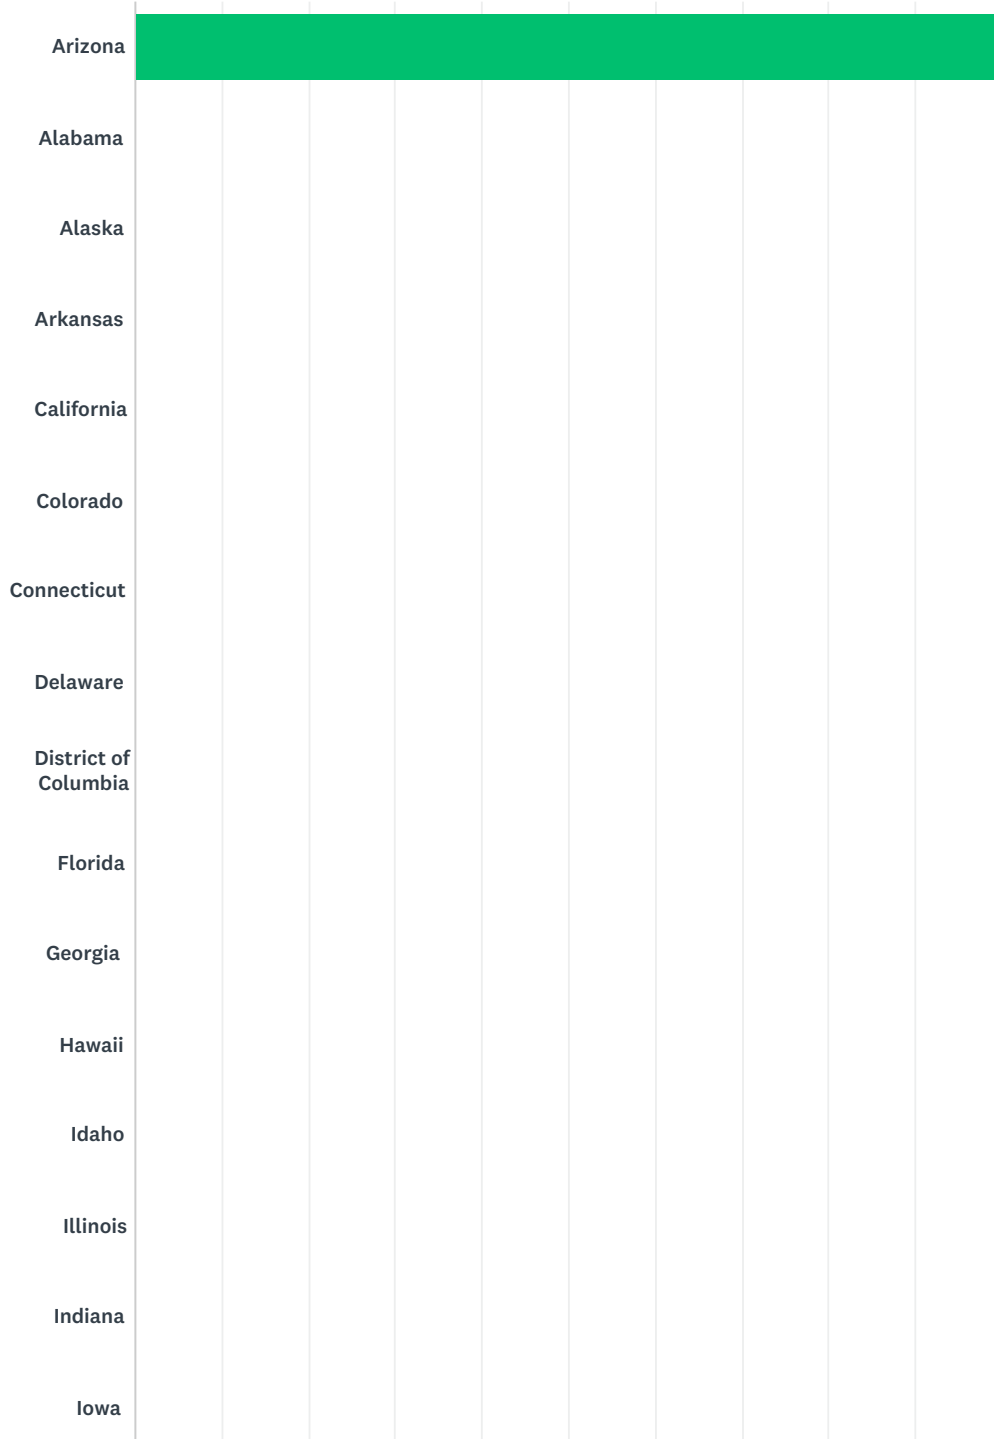 Arizona
Alabama
Alaska
Arkansas
California
Colorado
Connecticut
Delaware
District of
Columbia
Florida
Georgia
Hawaii
Idaho
Illinois
Indiana
Iowa